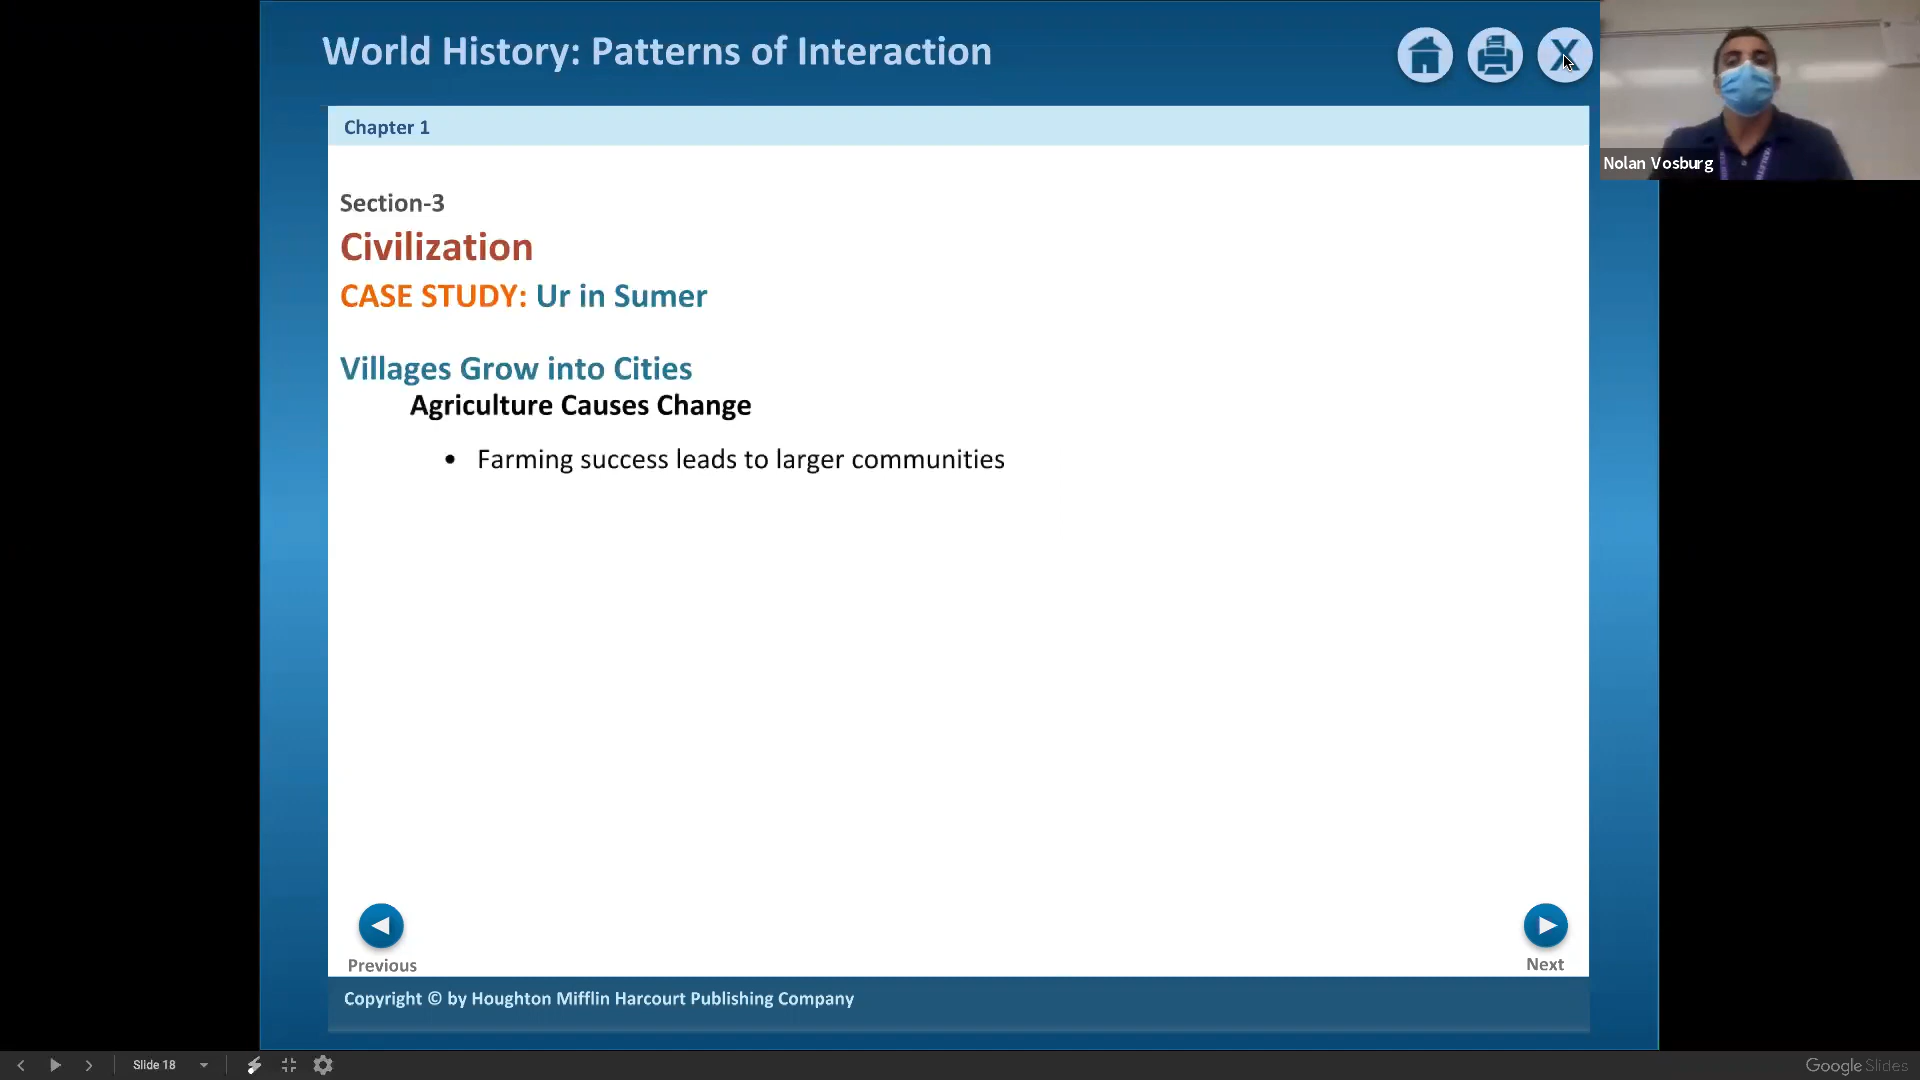 World History: Patterns of Interaction
X
Nolan Vosburg
Chapter 1
Section-3
Civilization
CASE STUDY: Ur in Sumer
Villages Grow into Cities
Agriculture Causes Change
• Farming success leads to larger communities
Previous
Next
Copyright © by Houghton Mifflin Harcourt Publishing Company
Slide 18
Google Slides